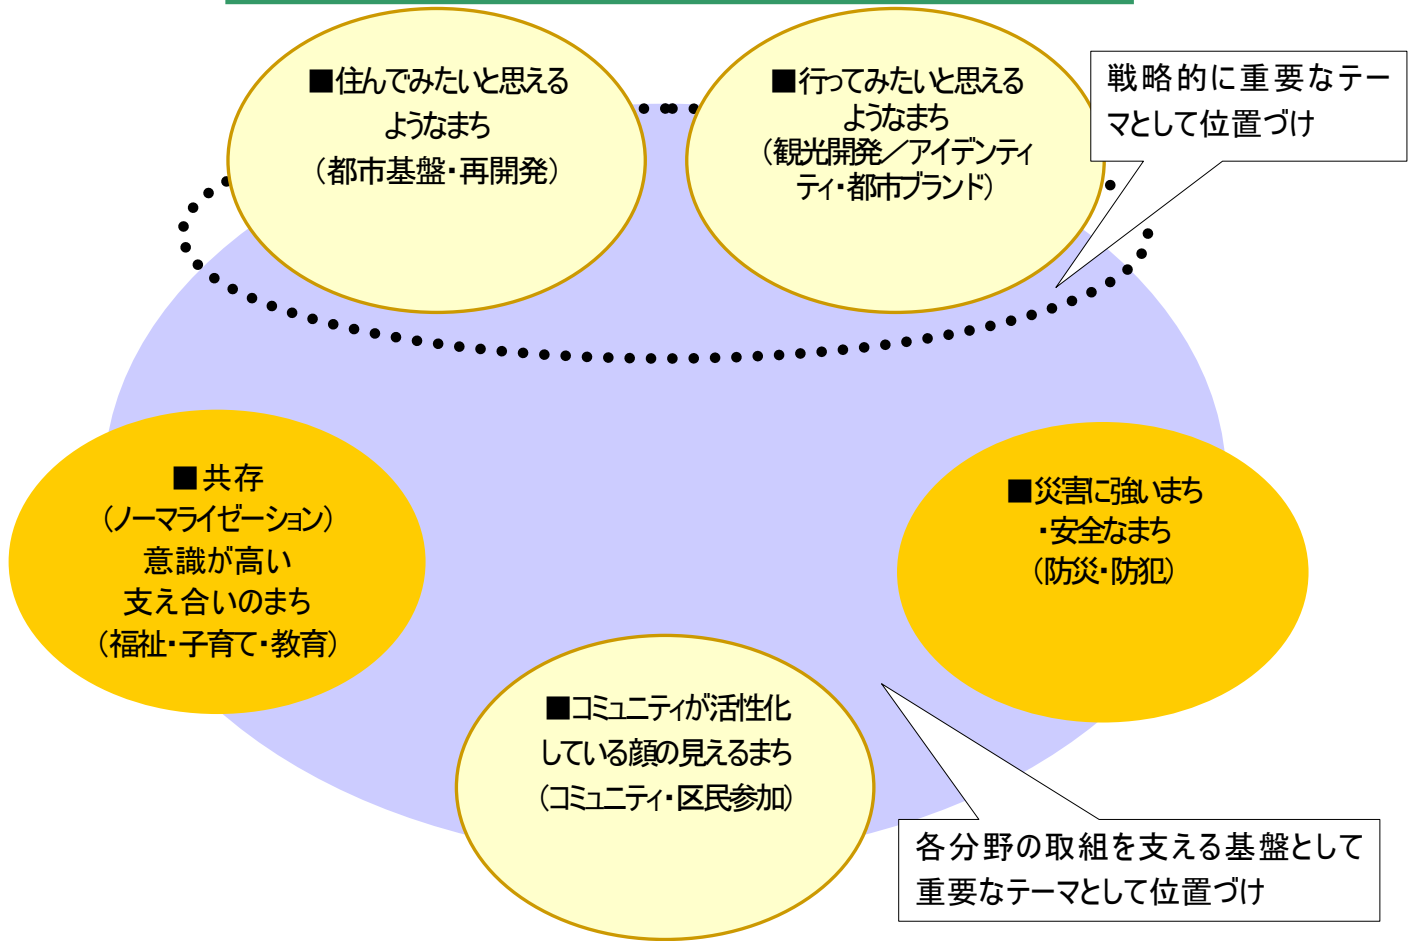 ■住んでみたいと思える
ようなまち
（都市基盤・再開発）
■行ってみたいと思える
ようなまち
（観光開発／アイデンティ
ティ・都市ブランド）
戦略的に重要なテー
マとして位置づけ
■共存
（ノーマライゼーション）
意識が高い
支え合いのまち
（福祉・子育て・教育）
■災害に強いまち
・安全なまち
（防災・防犯）
■コミュニティが活性化
している顔の見えるまち
（コミュニティ・区民参加）
各分野の取組を支える基盤として
重要なテーマとして位置づけ